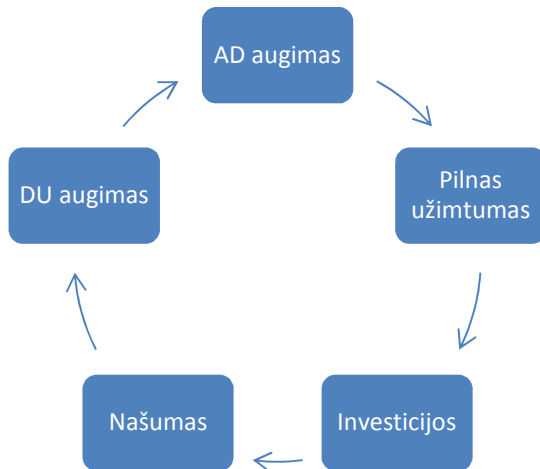 AD augimas
Pilnas
užimtumas
Investicijos
Našumas
DU augimas